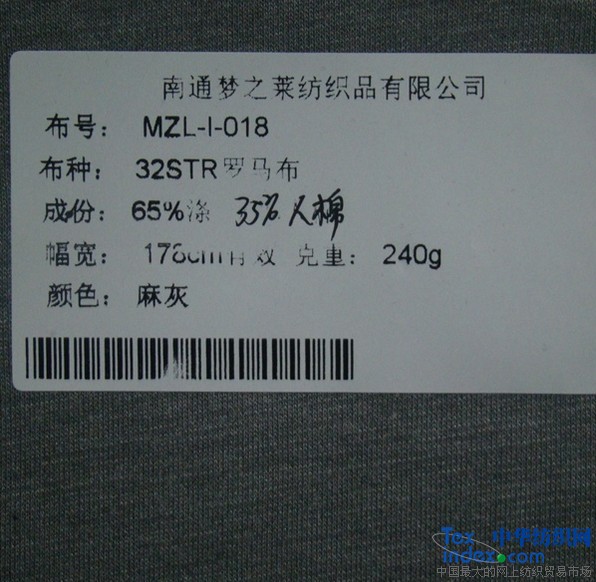 南通梦之莱纺织品有限公司
布号： MZL-I-018
布种： 32STR罗马布
成份： 65%涤 35%人棉
幅宽： 178cm有效 克重： 240g
颜色： 麻灰
Tex 中华纺织网
Index.com
中国最大的网上纺织贸易市场